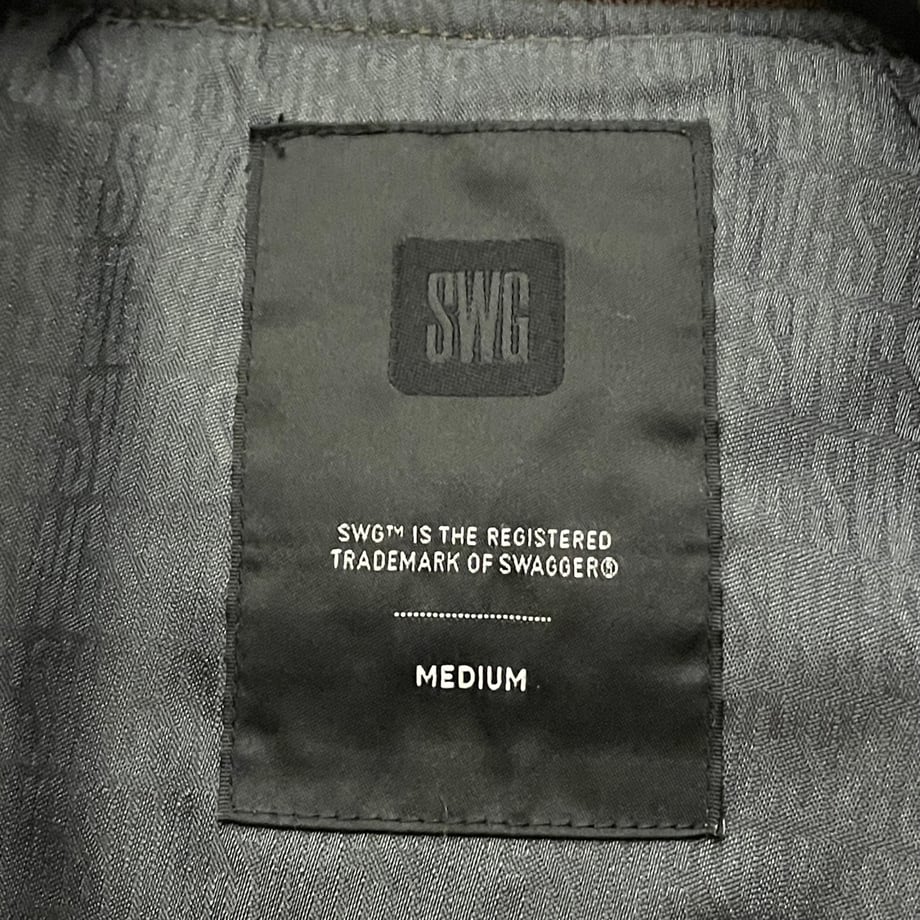 SWG
SWG™ IS THE REGISTERED
TRADEMARK OF SWAGGER®
MEDIUM